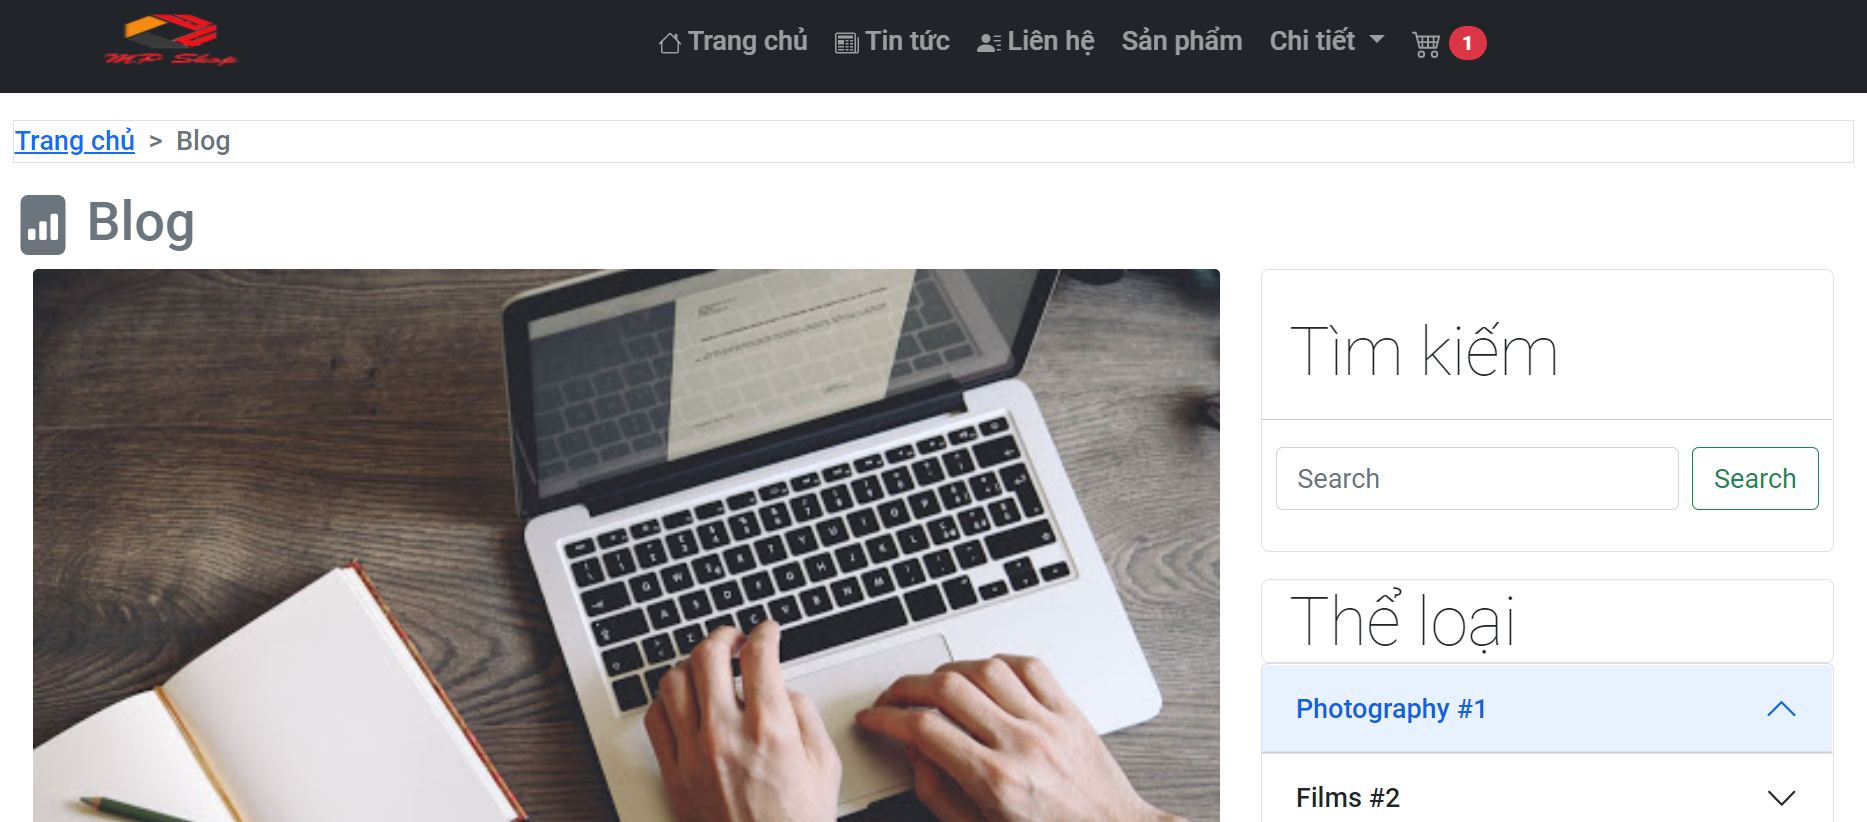 MP Shop
Trang chủ Tin tức Liên hệ Sản phẩm Chi tiết 1
Trang chủ > Blog
Blog
Tìm kiếm
Search Search
Thể loại
Photography #1
Films #2